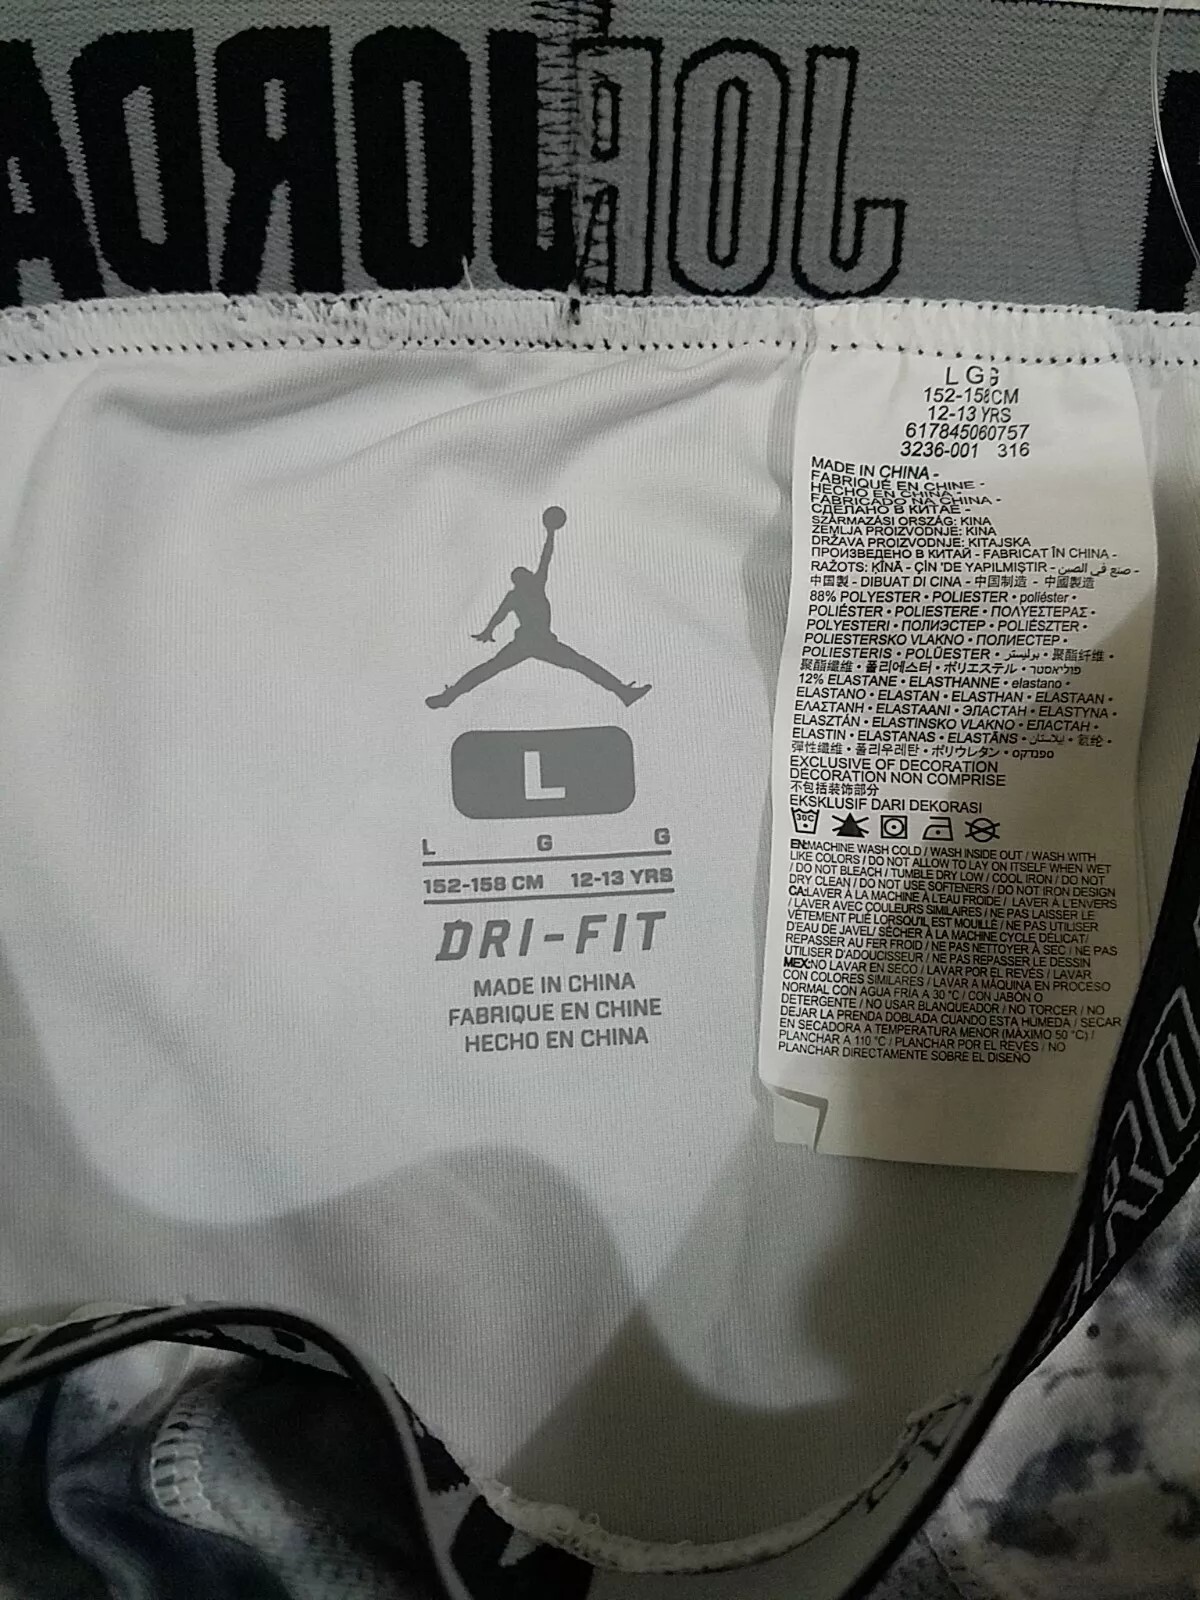 JORDA
JOR
L G G
152-158CM
12-13 YRS
617845060757
3236-001 316
MADE IN CHINA -
FABRIQUÉ EN CHINE -
HECHO EN CHINA -
FABRICADO NA CHINA -
СДЕЛАНО В КИТАЕ -
SZÁRMAZÁSI ORSZÁG: KINA
ZEMLJA PROIZVODNJE: KINA
DRŽAVA PROIZVODNJE: KITAJSKA
ПРОИЗВЕДЕНО В КИТАЙ - FABRICAT ÎN CHINA -
RAŽOTS: ĶĪNĀ - ÇİN 'DE YAPILMIŞTIR - صنع في الصين -
中国製 - DIBUAT DI CINA - 中国制造 - 中國製造
88% POLYESTER • POLIESTER • poliéster •
POLIÉSTER • POLIESTERE • ΠΟΛΥΕΣΤΕΡΑΣ •
POLYESTERI • ПОЛИЭСТЕР • POLIÉSZTER •
POLIESTERSKO VLAKNO • ПОЛИЕСТЕР •
POLIESTERIS • POLÜESTER • بوليستر • 聚酯纤维 •
聚酯纖維 • 폴리에스터 • ポリエステル • פוליאסטר
12% ELASTANE • ELASTHANNE • elastano •
ELASTANO • ELASTAN • ELASTHAN • ELASTAAN •
ΕΛΑΣΤΑΝΗ • ELASTAANI • ЭЛАСТАН • ELASTYNA •
ELASZTÁN • ELASTINSKO VLAKNO • ЕЛАСТАН •
ELASTIN • ELASTANAS • ELASTĀNS • • 氨纶 •
彈性纖維 • 폴리우레탄 • ポリウレタン • ספנדקס
EXCLUSIVE OF DECORATION
DÉCORATION NON COMPRISE
不包括装饰部分
EKSKLUSIF DARI DEKORASI
30C
EN:MACHINE WASH COLD / WASH INSIDE OUT / WASH WITH
LIKE COLORS / DO NOT ALLOW TO LAY ON ITSELF WHEN WET
/ DO NOT BLEACH / TUMBLE DRY LOW / COOL IRON / DO NOT
DRY CLEAN / DO NOT USE SOFTENERS / DO NOT IRON DESIGN
CA:LAVER À LA MACHINE À L'EAU FROIDE / LAVER À L'ENVERS
/ LAVER AVEC COULEURS SIMILAIRES / NE PAS LAISSER LE
VÊTEMENT PLIÉ LORSQU'IL EST MOUILLÉ / NE PAS UTILISER
D'EAU DE JAVEL/ SÉCHER À LA MACHINE CYCLE DÉLICAT/
REPASSER AU FER FROID / NE PAS NETTOYER À SEC / NE PAS
UTILISER D'ADOUCISSEUR / NE PAS REPASSER LE DESSIN
MEX:NO LAVAR EN SECO / LAVAR POR EL REVÉS / LAVAR
CON COLORES SIMILARES / LAVAR A MÁQUINA EN PROCESO
NORMAL CON AGUA FRÍA A 30 °C / CON JABÓN O
DETERGENTE / NO USAR BLANQUEADOR / NO TORCER / NO
DEJAR LA PRENDA DOBLADA CUANDO ESTA HÚMEDA / SECAR
EN SECADORA A TEMPERATURA MENOR (MÁXIMO 50 °C) /
PLANCHAR A 110 °C / PLANCHAR POR EL REVÉS / NO
PLANCHAR DIRECTAMENTE SOBRE EL DISEÑO
L
L G G
152-158 CM 12-13 YRS
DRI-FIT
MADE IN CHINA
FABRIQUE EN CHINE
HECHO EN CHINA